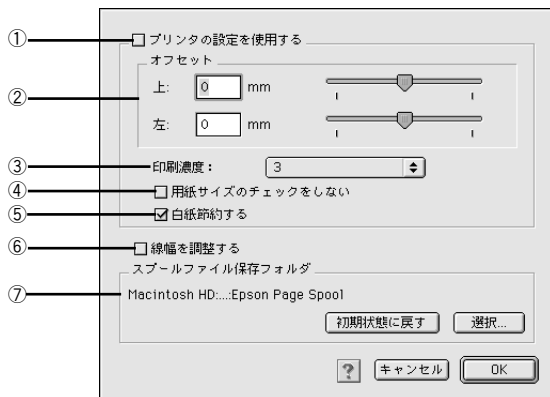 ① プリンタの設定を使用する
オフセット
② 上: 0 mm
左: 0 mm
③ 印刷濃度： 3
④ 用紙サイズのチェックをしない
⑤ 白紙節約する
⑥ 線幅を調整する
スプールファイル保存フォルダ
⑦ Macintosh HD:...:Epson Page Spool
初期状態に戻す 選択...
? キャンセル OK